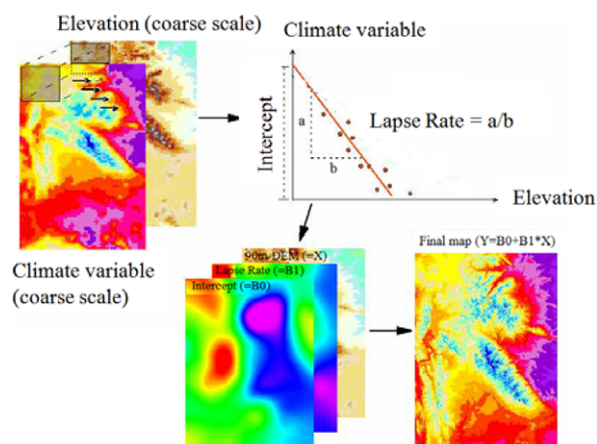 Elevation (coarse scale)
Climate variable
(coarse scale)
Climate variable
Intercept
a
b
Lapse Rate = a/b
Elevation
90m DEM (=X)
Lapse Rate (=B1)
Intercept (=B0)
Final map (Y=B0+B1*X)